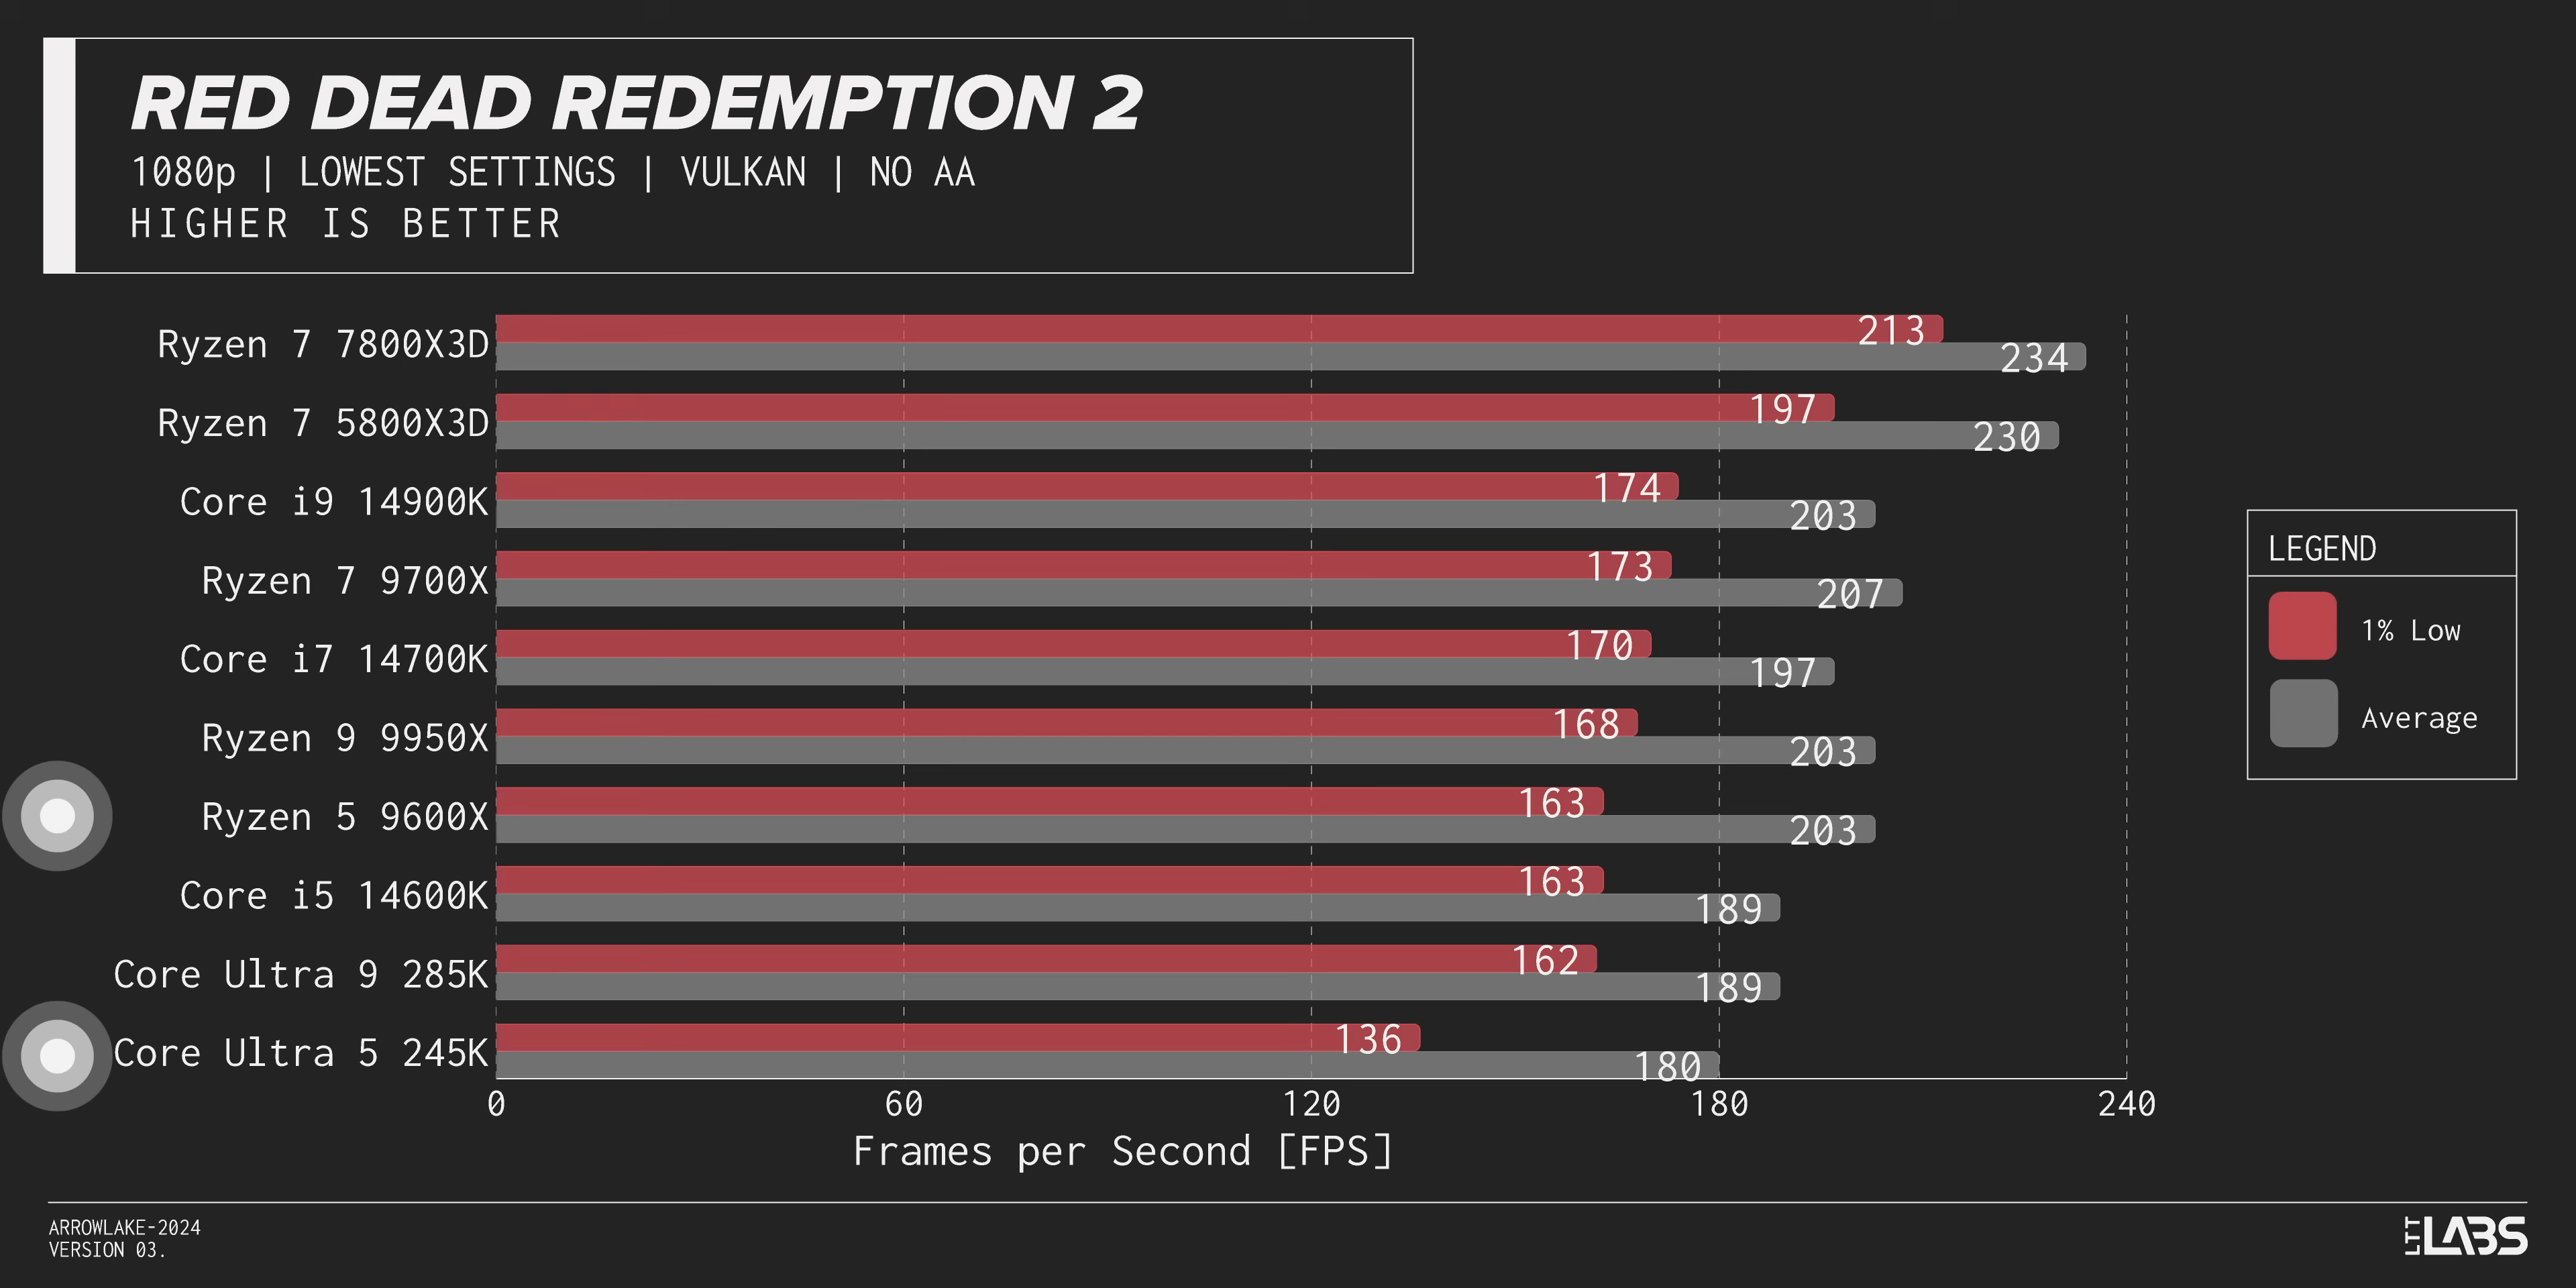 RED DEAD REDEMPTION 2
1080p | LOWEST SETTINGS | VULKAN | NO AA
HIGHER IS BETTER
Ryzen 7 7800X3D
213
234
Ryzen 7 5800X3D
197
230
Core i9 14900K
174
203
Ryzen 7 9700X
173
207
Core i7 14700K
170
197
Ryzen 9 9950X
168
203
Ryzen 5 9600X
163
203
Core i5 14600K
163
189
Core Ultra 9 285K
162
189
Core Ultra 5 245K
136
180
0 60 120 180 240
Frames per Second [FPS]
LEGEND
1% Low
Average
ARROWLAKE-2024
VERSION 03.
LTT LABS